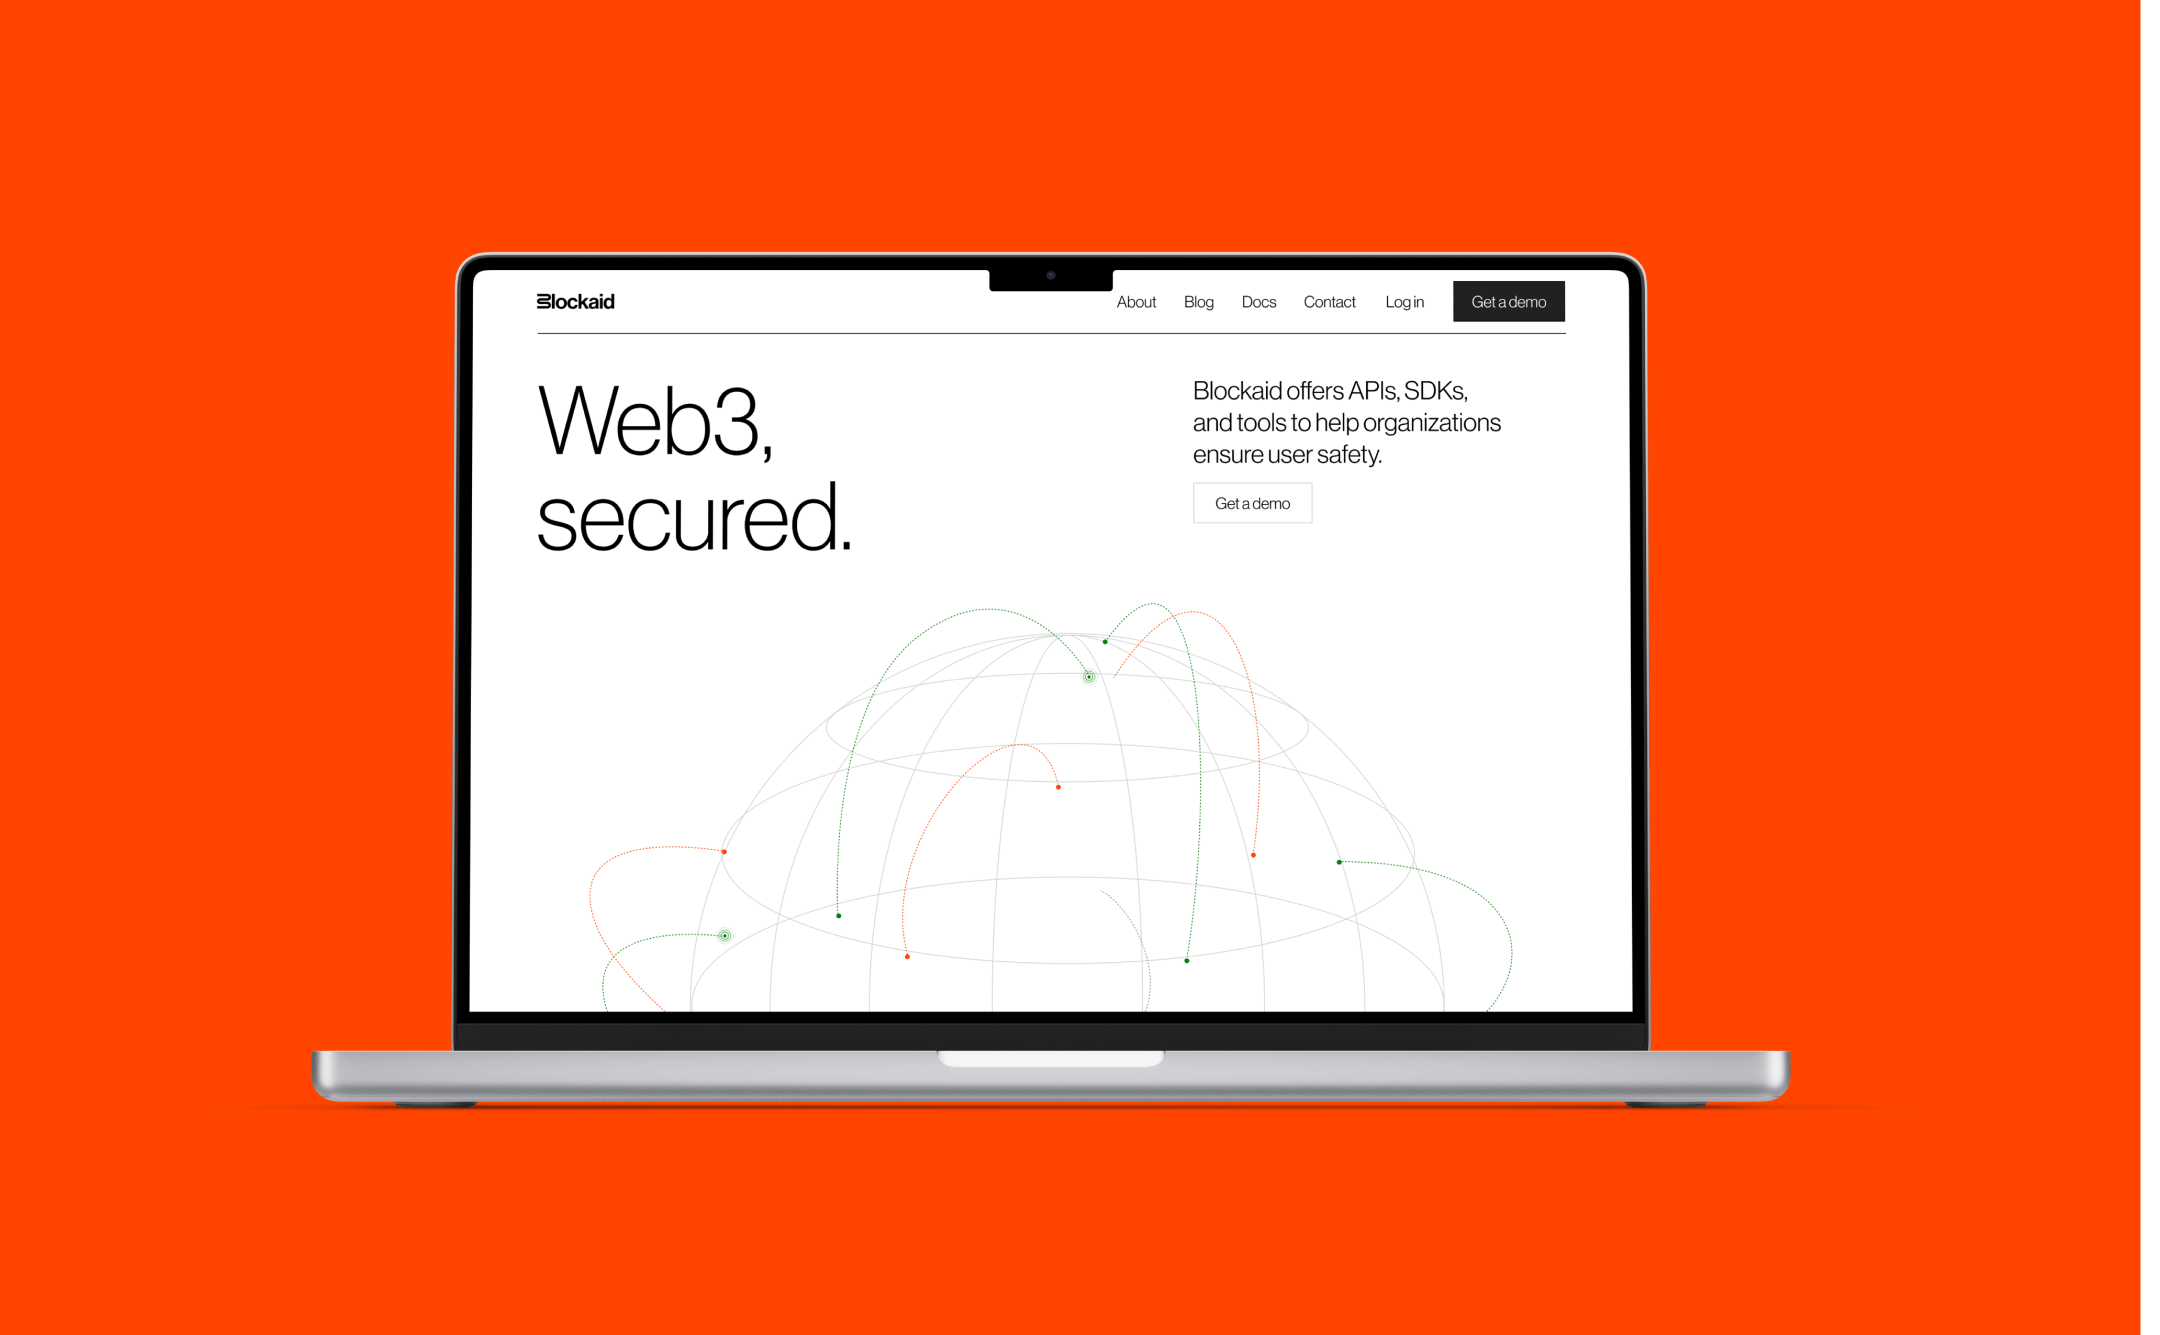 Blockaid
About Blog Docs Contact Log in Get a demo
Web3,
secured.
Blockaid offers APIs, SDKs,
and tools to help organizations
ensure user safety.
Get a demo